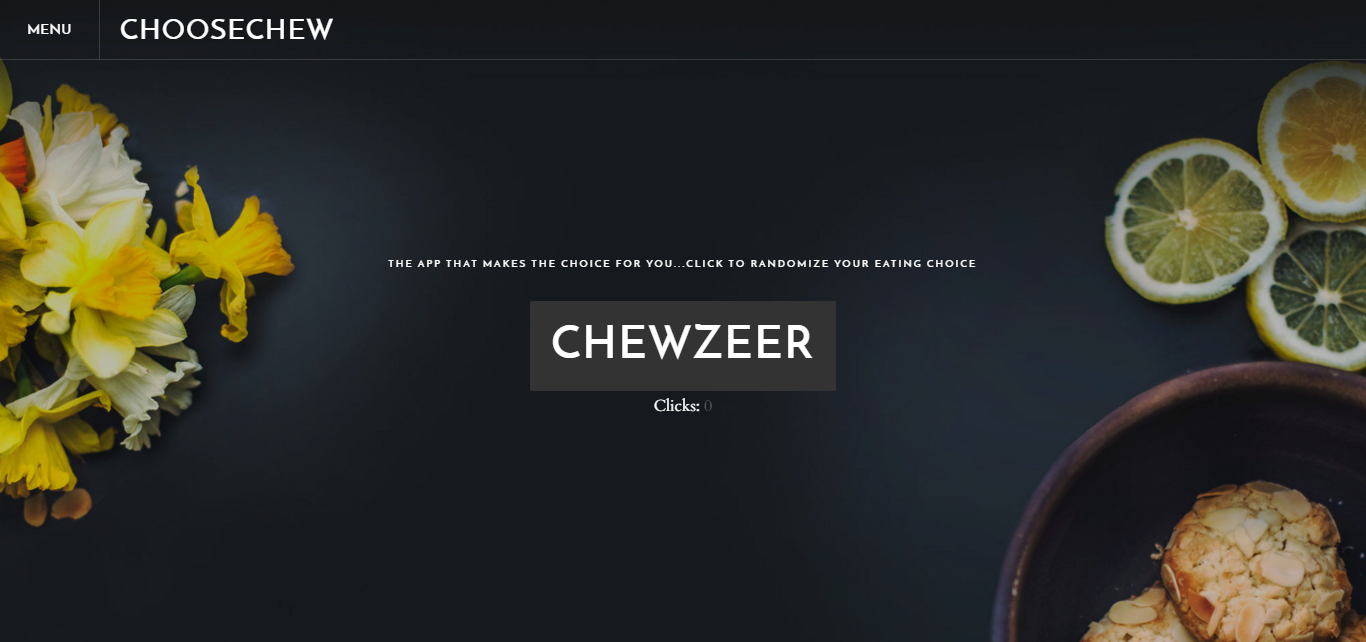 MENU
CHOOSECHEW
THE APP THAT MAKES THE CHOICE FOR YOU...CLICK TO RANDOMIZE YOUR EATING CHOICE
CHEWZEER
Clicks: 0